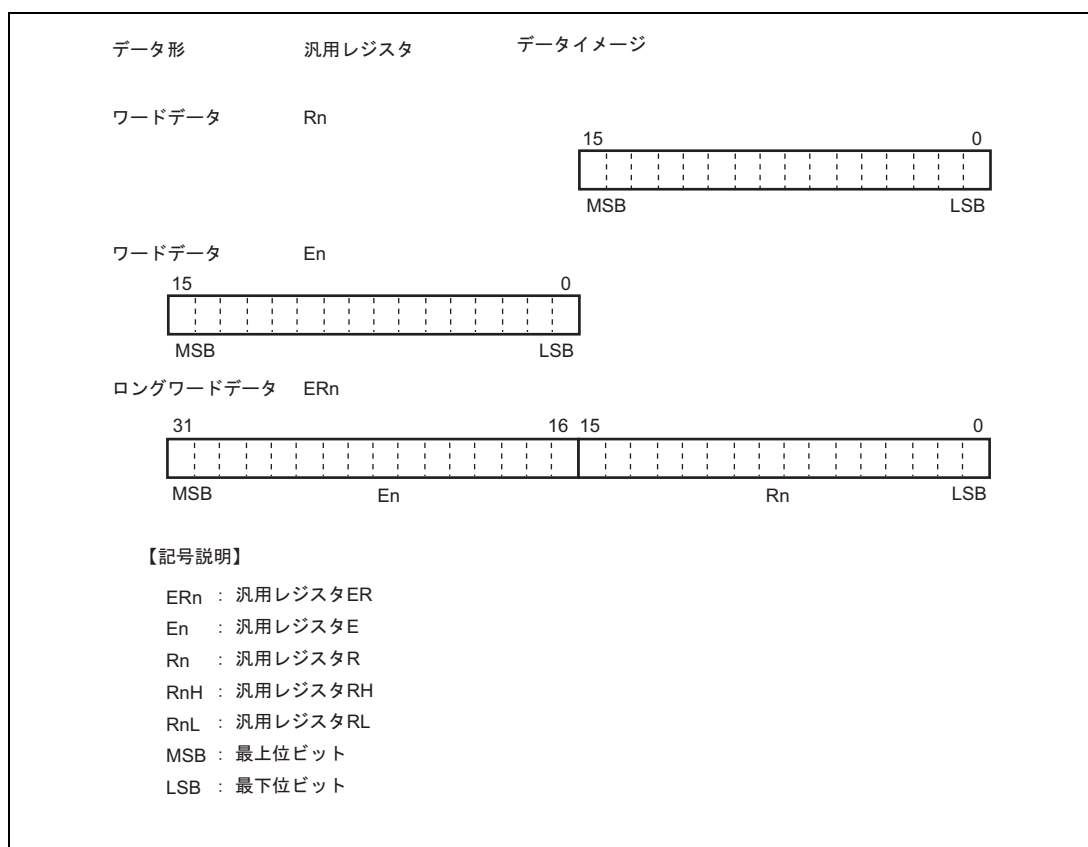 データ形 汎用レジスタ データイメージ
ワードデータ Rn
15 0
MSB LSB
ワードデータ En
15 0
MSB LSB
ロングワードデータ ERn
31 16 15 0
MSB En Rn LSB
【記号説明】
ERn : 汎用レジスタER
En : 汎用レジスタE
Rn : 汎用レジスタR
RnH : 汎用レジスタRH
RnL : 汎用レジスタRL
MSB : 最上位ビット
LSB : 最下位ビット